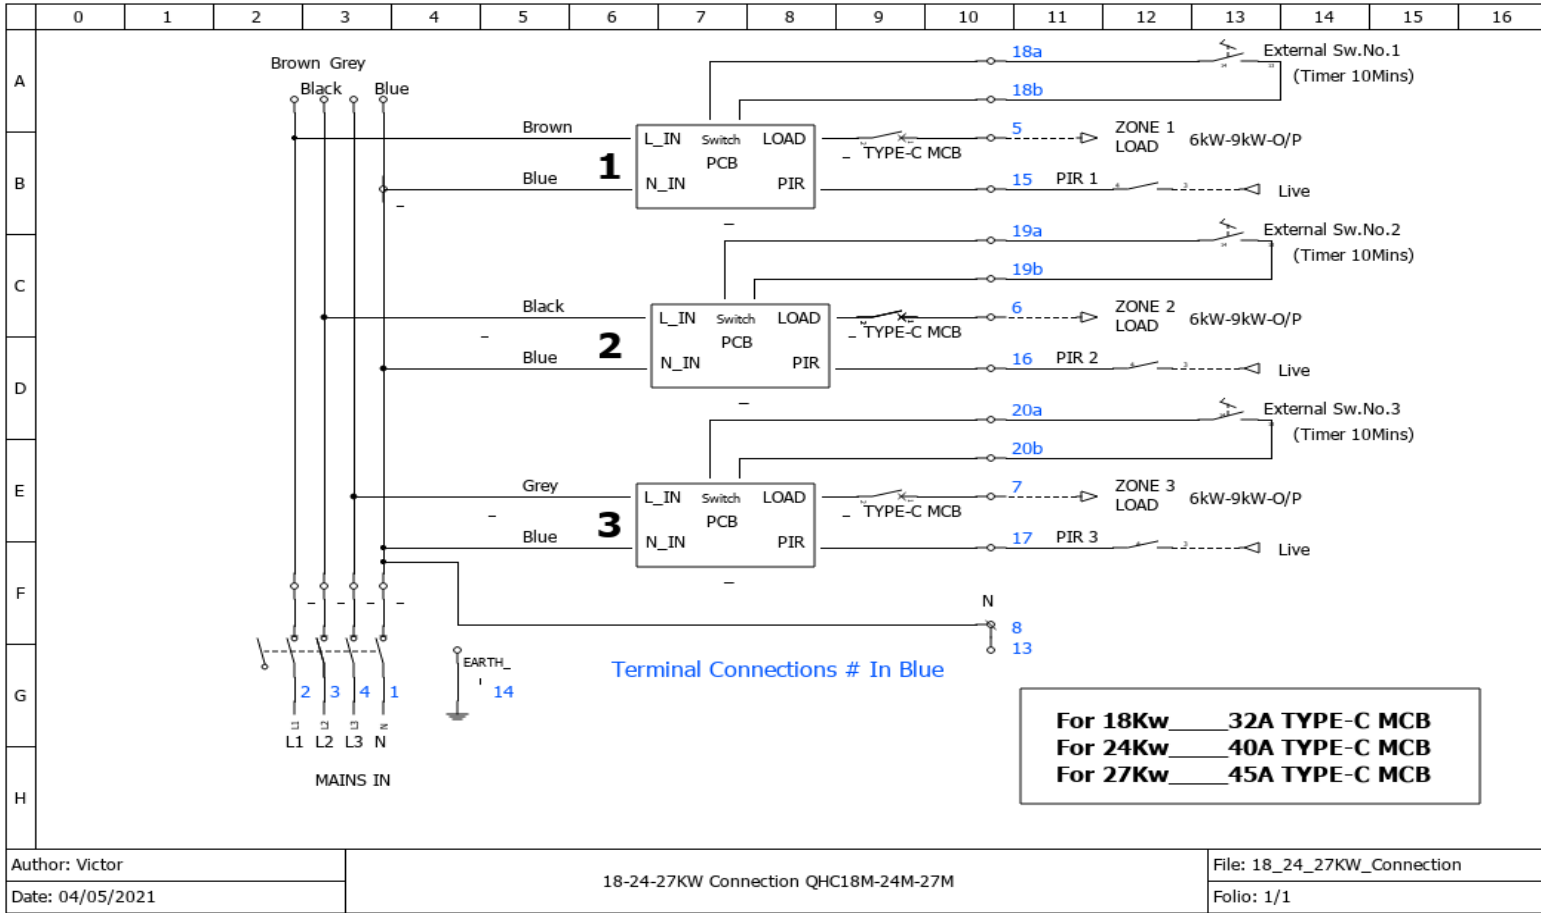 0 1 2 3 4 5 6 7 8 9 10 11 12 13 14 15 16
A
B
C
D
E
F
G
H
Brown Grey
Black Blue
18a
External Sw.No.1
(Timer 10Mins)
18b
Brown
1
L_IN Switch LOAD
PCB
N_IN PIR
Blue
TYPE-C MCB
5
ZONE 1
LOAD
6kW-9kW-O/P
15 PIR 1
Live
19a
External Sw.No.2
(Timer 10Mins)
19b
Black
2
L_IN Switch LOAD
PCB
N_IN PIR
Blue
TYPE-C MCB
6
ZONE 2
LOAD
6kW-9kW-O/P
16 PIR 2
Live
20a
External Sw.No.3
(Timer 10Mins)
20b
Grey
3
L_IN Switch LOAD
PCB
N_IN PIR
Blue
TYPE-C MCB
7
ZONE 3
LOAD
6kW-9kW-O/P
17 PIR 3
Live
N
8
13
EARTH_
14
2 3 4 1
L1 L2 L3 N
L1 L2 L3 N
MAINS IN
Terminal Connections # In Blue
For 18Kw____32A TYPE-C MCB
For 24Kw____40A TYPE-C MCB
For 27Kw____45A TYPE-C MCB
Author: Victor
Date: 04/05/2021
18-24-27KW Connection QHC18M-24M-27M
File: 18_24_27KW_Connection
Folio: 1/1